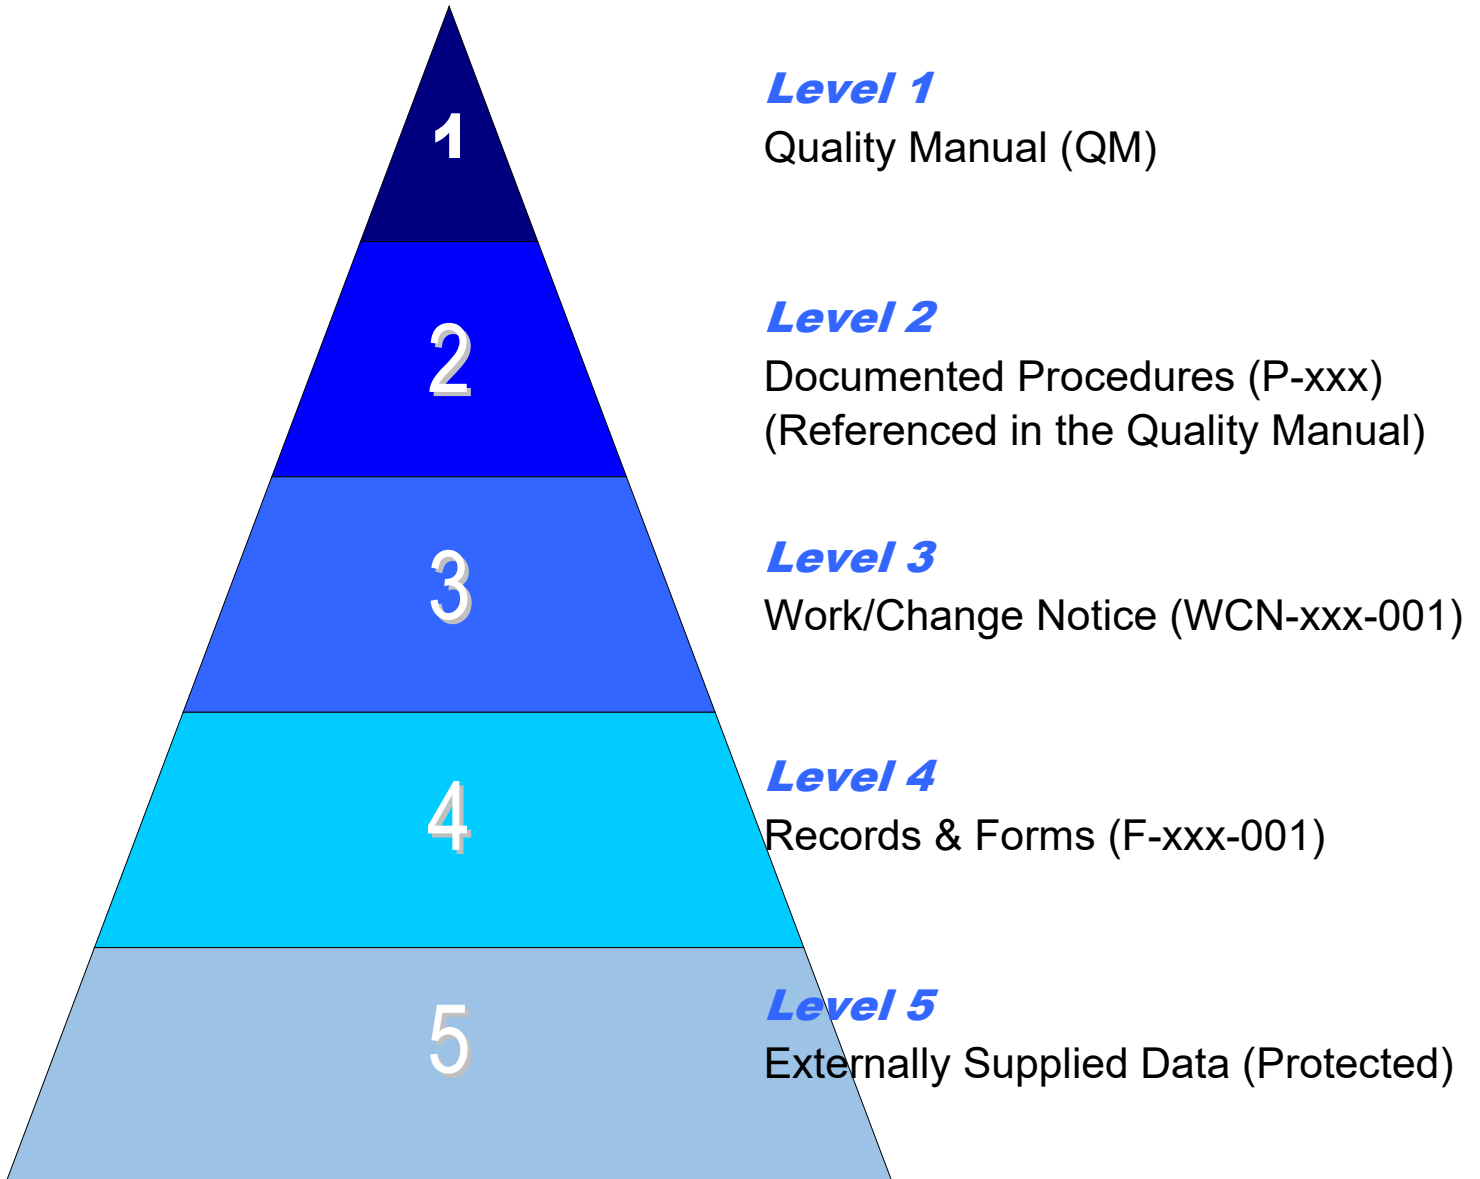 1
Level 1
Quality Manual (QM)
2
Level 2
Documented Procedures (P-xxx)
(Referenced in the Quality Manual)
3
Level 3
Work/Change Notice (WCN-xxx-001)
4
Level 4
Records & Forms (F-xxx-001)
5
Level 5
Externally Supplied Data (Protected)